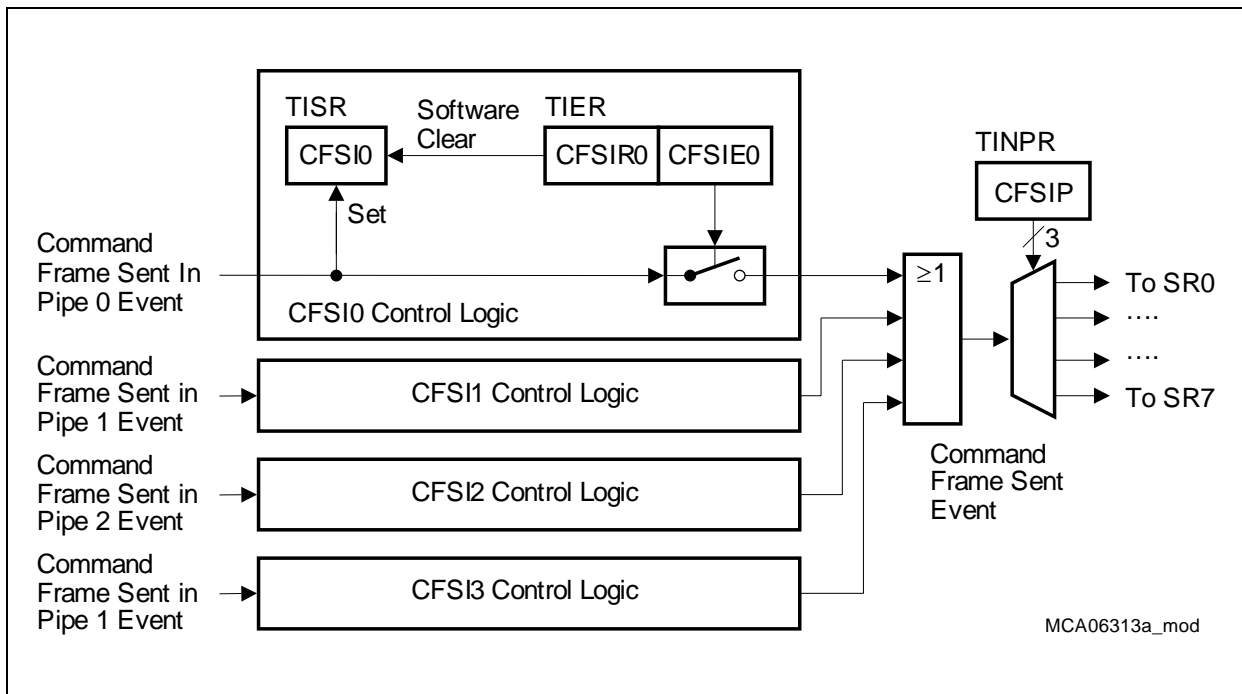 TISR
Software
Clear
TIER
CFSI0
CFSIR0
CFSIE0
TINPR
CFSIP
Set
3
Command
Frame Sent In
Pipe 0 Event
CFSI0 Control Logic
≥1
To SR0
....
....
To SR7
Command
Frame Sent in
Pipe 1 Event
CFSI1 Control Logic
Command
Frame Sent in
Pipe 2 Event
CFSI2 Control Logic
Command
Frame Sent
Event
Command
Frame Sent in
Pipe 1 Event
CFSI3 Control Logic
MCA06313a_mod